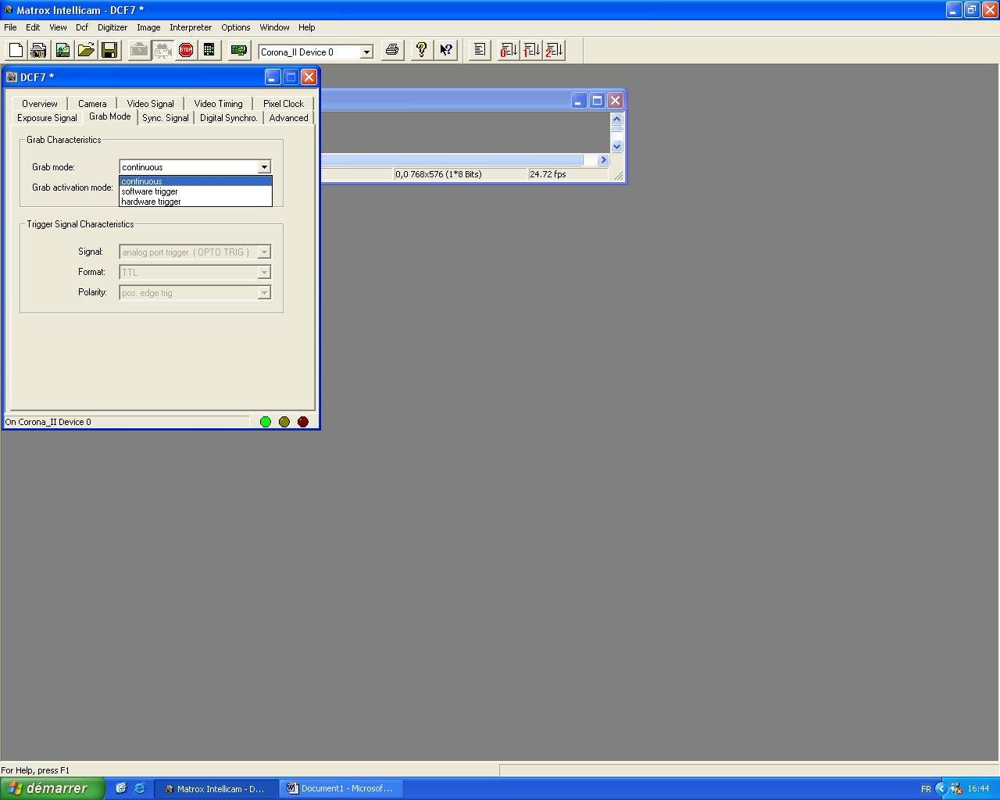 Matrox Intellicam - DCF7 *
File Edit View Dcf Digitizer Image Interpreter Options Window Help
STOP Corona_II Device 0 ? ? 0 1 2
DCF7 *
Overview Camera Video Signal Video Timing Pixel Clock
Exposure Signal Grab Mode Sync. Signal Digital Synchro. Advanced
Grab Characteristics
Grab mode: continuous
continuous
Grab activation mode:
software trigger
hardware trigger
Trigger Signal Characteristics
Signal: analog port trigger ( OPTO TRIG )
Format: TTL
Polarity: pos. edge trig
On Corona_II Device 0
0,0 768x576 (1*8 Bits) 24.72 fps
For Help, press F1
démarrer Matrox Intellicam - D... Document1 - Microsof... FR 16:44